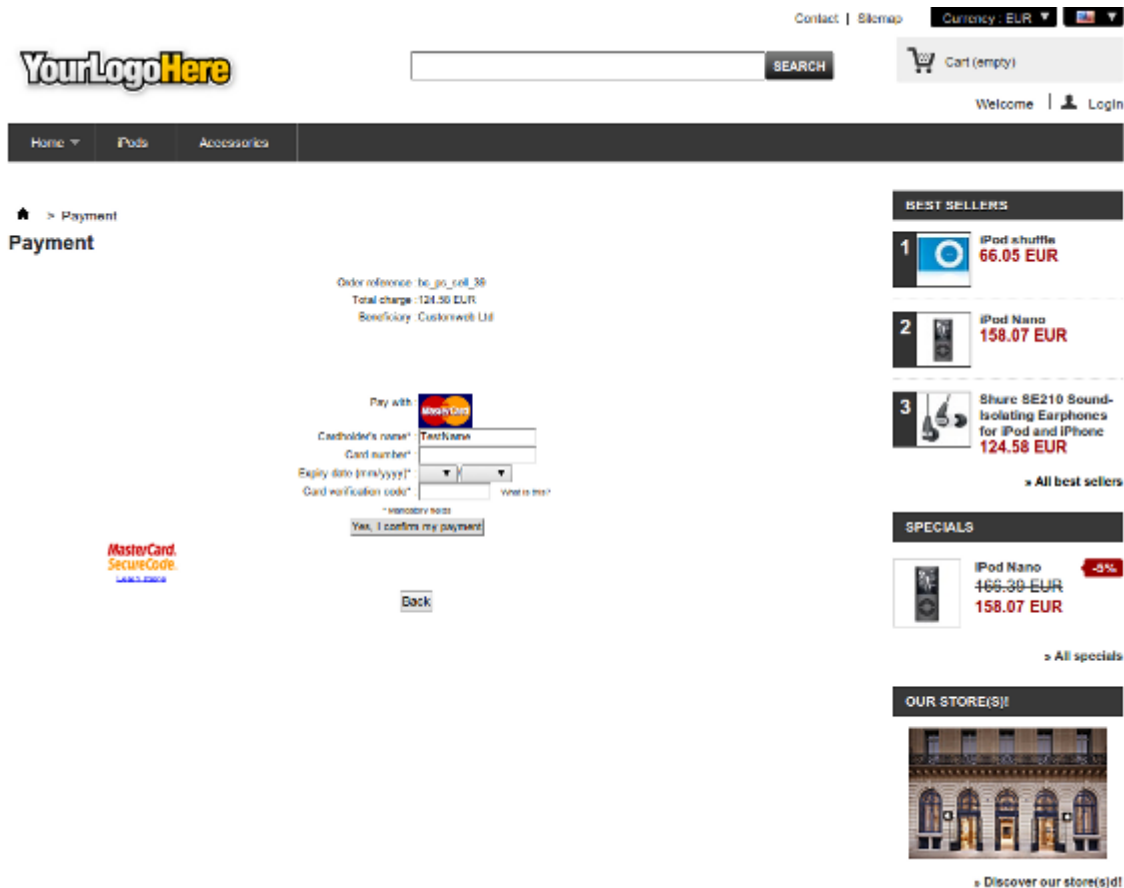 Contact | Sitemap
Currency : EUR
YourLogoHere
SEARCH
Cart (empty)
Welcome | Login
Home
iPods
Accessories
> Payment
Payment
Order reference : bc_ps_cell_39
Total charge : 124.58 EUR
Beneficiary : Customweb Ltd
Pay with :
MasterCard
Cardholder's name* : TestName
Card number* :
Expiry date (mm/yyyy)* : /
Card verification code* : What is this?
* Mandatory fields
Yes, I confirm my payment
MasterCard.
SecureCode.
Learn more
Back
BEST SELLERS
1
iPod shuffle
66.05 EUR
2
iPod Nano
158.07 EUR
3
Shure SE210 Sound-
Isolating Earphones
for iPod and iPhone
124.58 EUR
» All best sellers
SPECIALS
iPod Nano
-5%
166.39 EUR
158.07 EUR
» All specials
OUR STORE(S)!
» Discover our store(s)d!